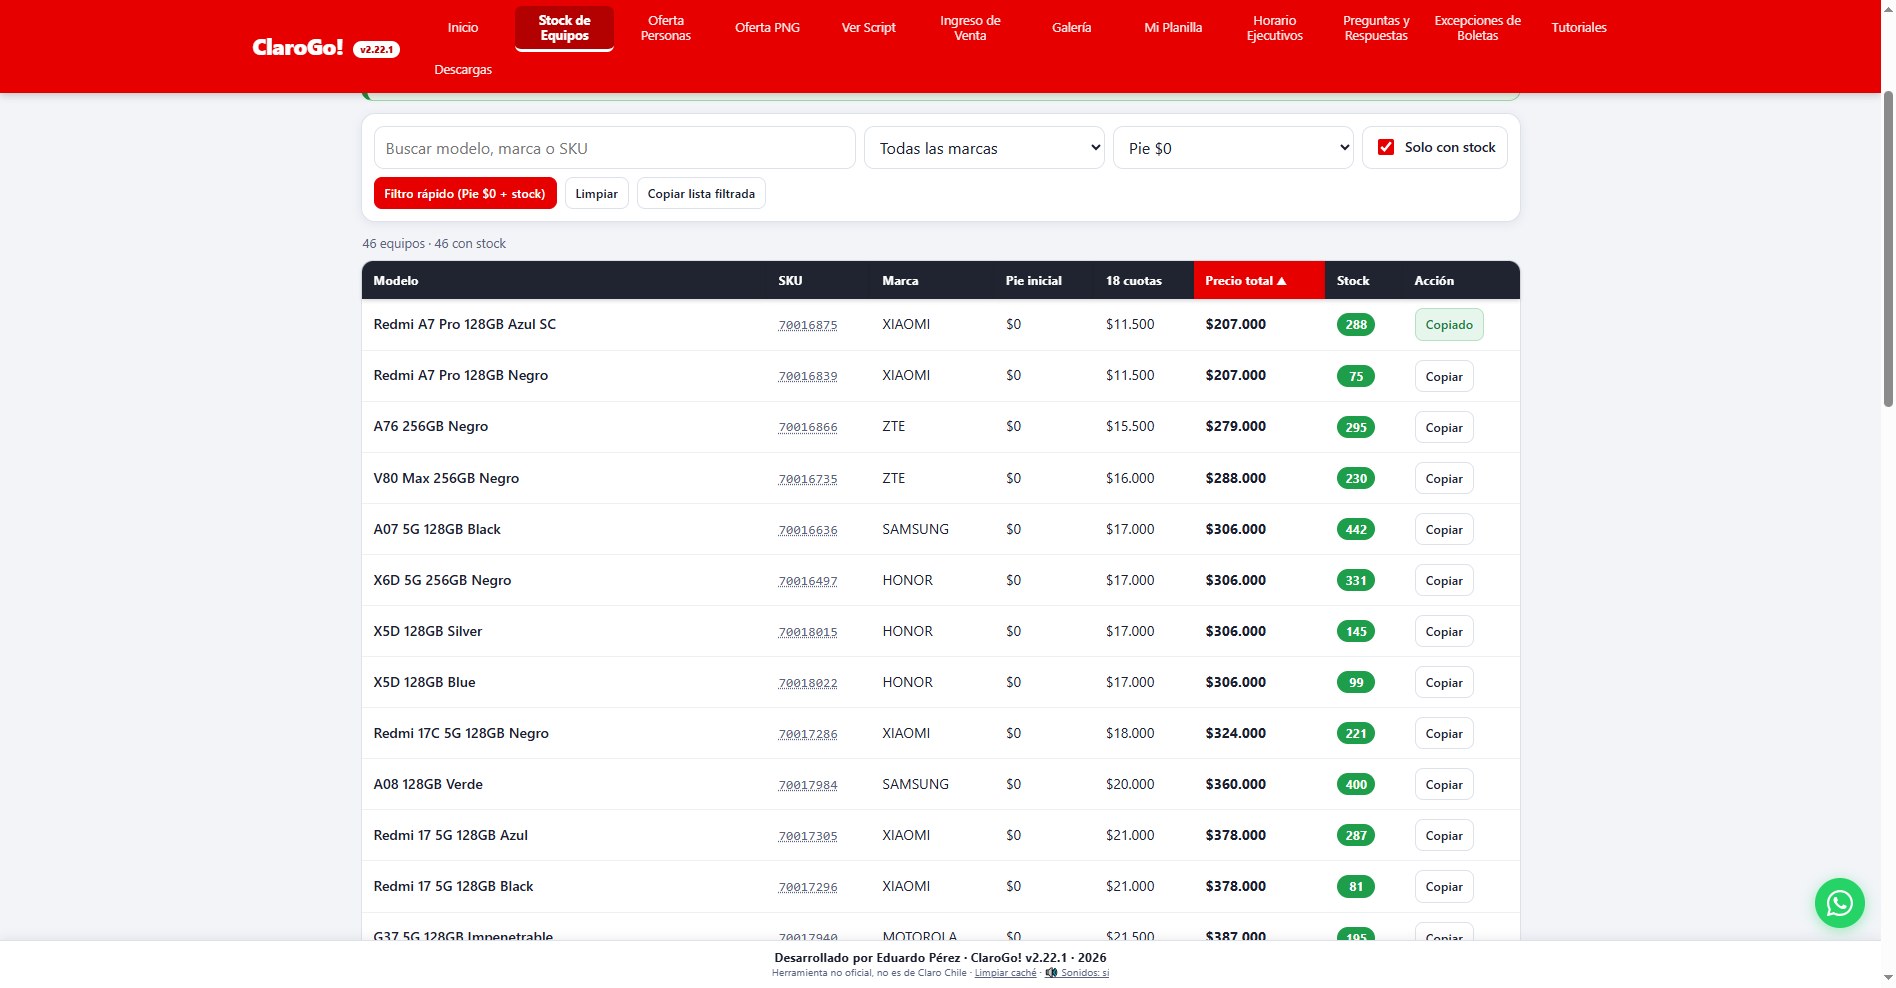 ClaroGo! v2.22.1
Inicio
Stock de Equipos
Oferta Personas
Oferta PNG
Ver Script
Ingreso de Venta
Galería
Mi Planilla
Horario Ejecutivos
Preguntas y Respuestas
Excepciones de Boletas
Tutoriales
Descargas
Buscar modelo, marca o SKU
Todas las marcas
Pie $0
Solo con stock
Filtro rápido (Pie $0 + stock)
Limpiar
Copiar lista filtrada
46 equipos · 46 con stock
Modelo SKU Marca Pie inicial 18 cuotas Precio total ▲ Stock Acción
Redmi A7 Pro 128GB Azul SC 70016875 XIAOMI $0 $11.500 $207.000 288 Copiado
Redmi A7 Pro 128GB Negro 70016839 XIAOMI $0 $11.500 $207.000 75 Copiar
A76 256GB Negro 70016866 ZTE $0 $15.500 $279.000 295 Copiar
V80 Max 256GB Negro 70016735 ZTE $0 $16.000 $288.000 230 Copiar
A07 5G 128GB Black 70016636 SAMSUNG $0 $17.000 $306.000 442 Copiar
X6D 5G 256GB Negro 70016497 HONOR $0 $17.000 $306.000 331 Copiar
X5D 128GB Silver 70018015 HONOR $0 $17.000 $306.000 145 Copiar
X5D 128GB Blue 70018022 HONOR $0 $17.000 $306.000 99 Copiar
Redmi 17C 5G 128GB Negro 70017286 XIAOMI $0 $18.000 $324.000 221 Copiar
A08 128GB Verde 70017984 SAMSUNG $0 $20.000 $360.000 400 Copiar
Redmi 17 5G 128GB Azul 70017305 XIAOMI $0 $21.000 $378.000 287 Copiar
Redmi 17 5G 128GB Black 70017296 XIAOMI $0 $21.000 $378.000 81 Copiar
G37 5G 128GB Impenetrable 70017940 MOTOROLA $0 $21.500 $387.000 195 Copiar
Desarrollado por Eduardo Pérez · ClaroGo! v2.22.1 · 2026
Herramienta no oficial, no es de Claro Chile · Limpiar caché · 🔊 Sonidos: sí